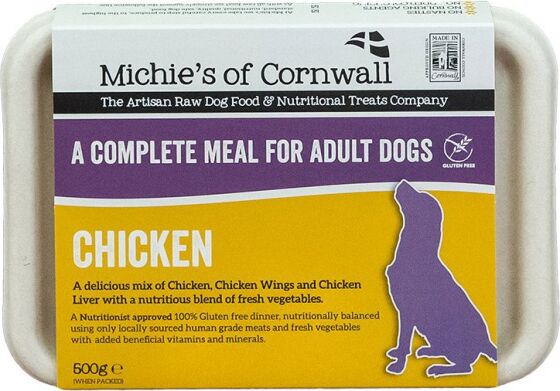 Michie's of Cornwall
MADE IN
Cornwall
The Artisan Raw Dog Food & Nutritional Treats Company
A COMPLETE MEAL FOR ADULT DOGS
GLUTEN FREE
CHICKEN
A delicious mix of Chicken, Chicken Wings and Chicken
Liver with a nutritious blend of fresh vegetables.
A Nutritionist approved 100% Gluten free dinner, nutritionally balanced
using only locally sourced human grade meats and fresh vegetables
with added beneficial vitamins and minerals.
500g e
(WHEN PACKED)